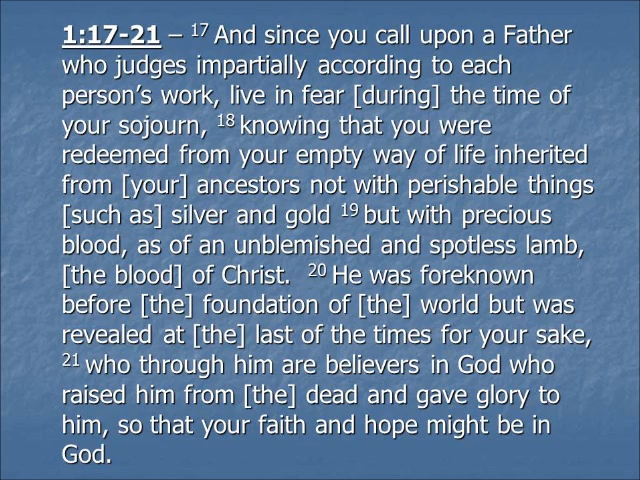 1:17-21 – 17 And since you call upon a Father
who judges impartially according to each
person’s work, live in fear [during] the time of
your sojourn, 18 knowing that you were
redeemed from your empty way of life inherited
from [your] ancestors not with perishable things
[such as] silver and gold 19 but with precious
blood, as of an unblemished and spotless lamb,
[the blood] of Christ. 20 He was foreknown
before [the] foundation of [the] world but was
revealed at [the] last of the times for your sake,
21 who through him are believers in God who
raised him from [the] dead and gave glory to
him, so that your faith and hope might be in
God.